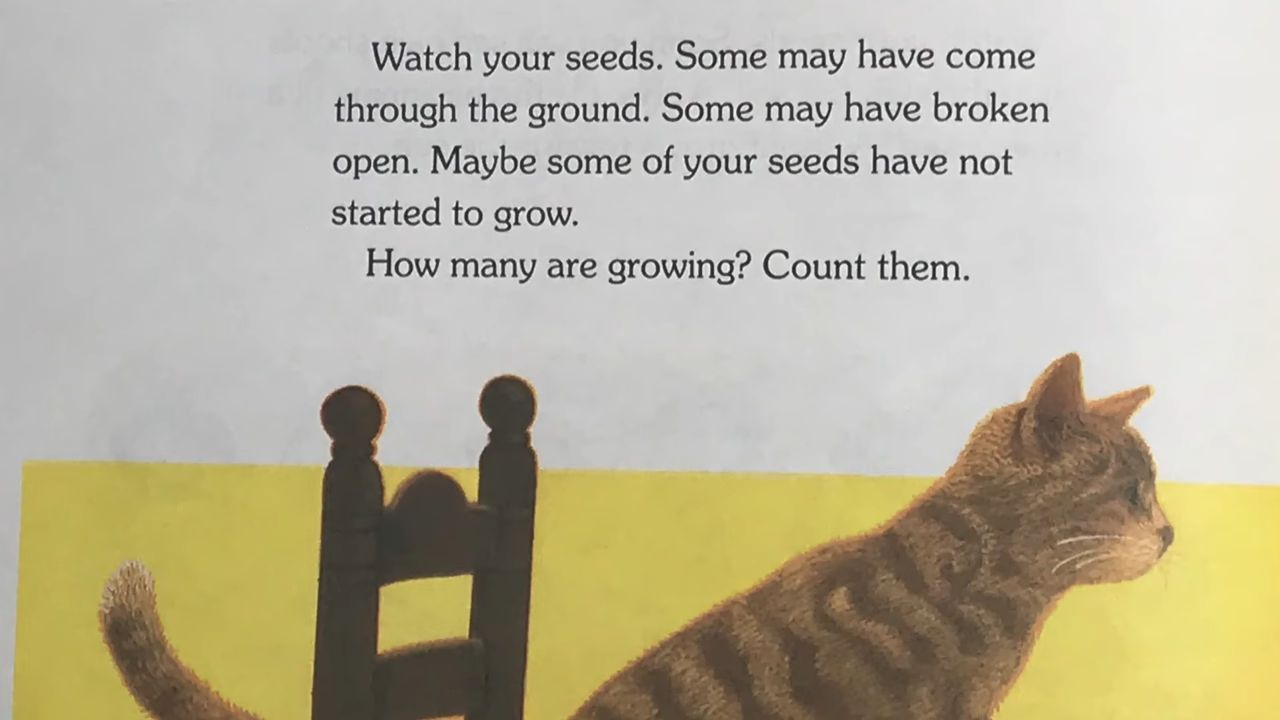 Watch your seeds. Some may have come
through the ground. Some may have broken
open. Maybe some of your seeds have not
started to grow.
How many are growing? Count them.